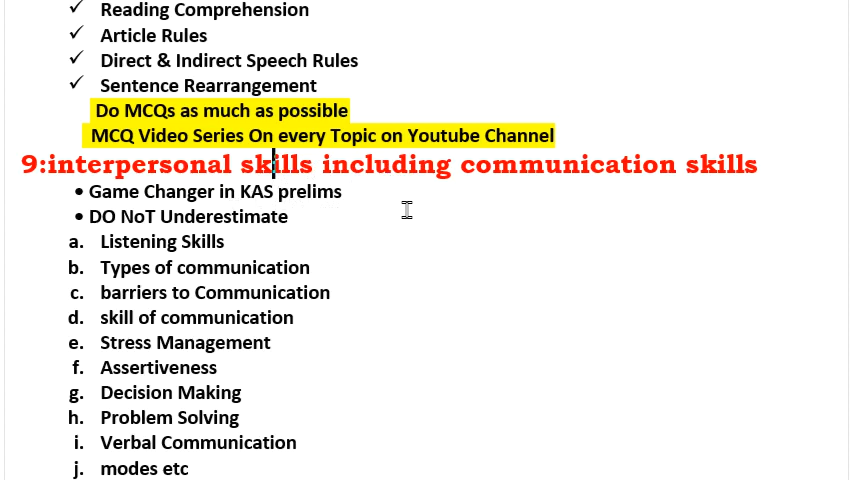 ✓ Reading Comprehension
✓ Article Rules
✓ Direct & Indirect Speech Rules
✓ Sentence Rearrangement
Do MCQs as much as possible
MCQ Video Series On every Topic on Youtube Channel
9:interpersonal skills including communication skills
• Game Changer in KAS prelims
• DO NoT Underestimate
a. Listening Skills
b. Types of communication
c. barriers to Communication
d. skill of communication
e. Stress Management
f. Assertiveness
g. Decision Making
h. Problem Solving
i. Verbal Communication
j. modes etc